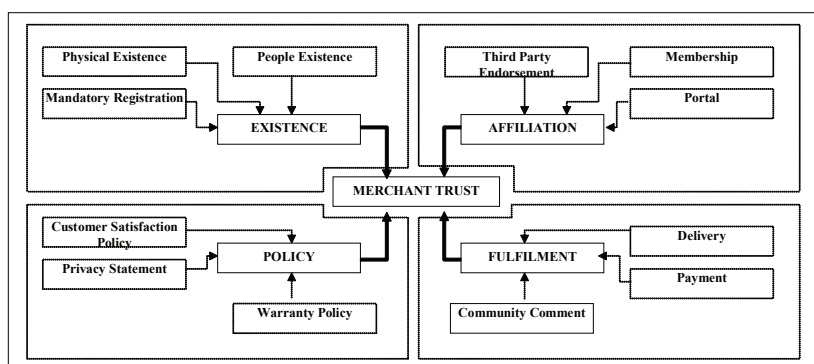 Physical Existence
People Existence
Mandatory Registration
EXISTENCE
Third Party
Endorsement
Membership
Portal
AFFILIATION
MERCHANT TRUST
Customer Satisfaction
Policy
Privacy Statement
POLICY
Warranty Policy
Delivery
FULFILMENT
Payment
Community Comment